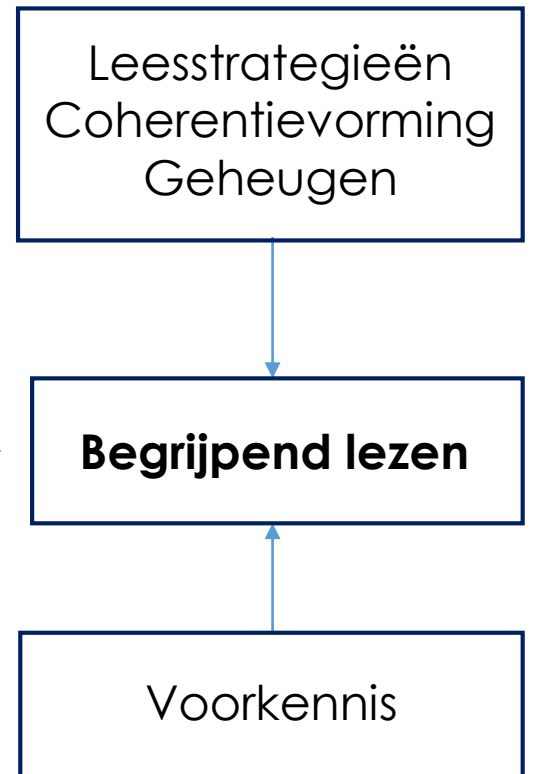 Leesstrategieën
Coherentievorming
Geheugen
Begrijpend lezen
Voorkennis